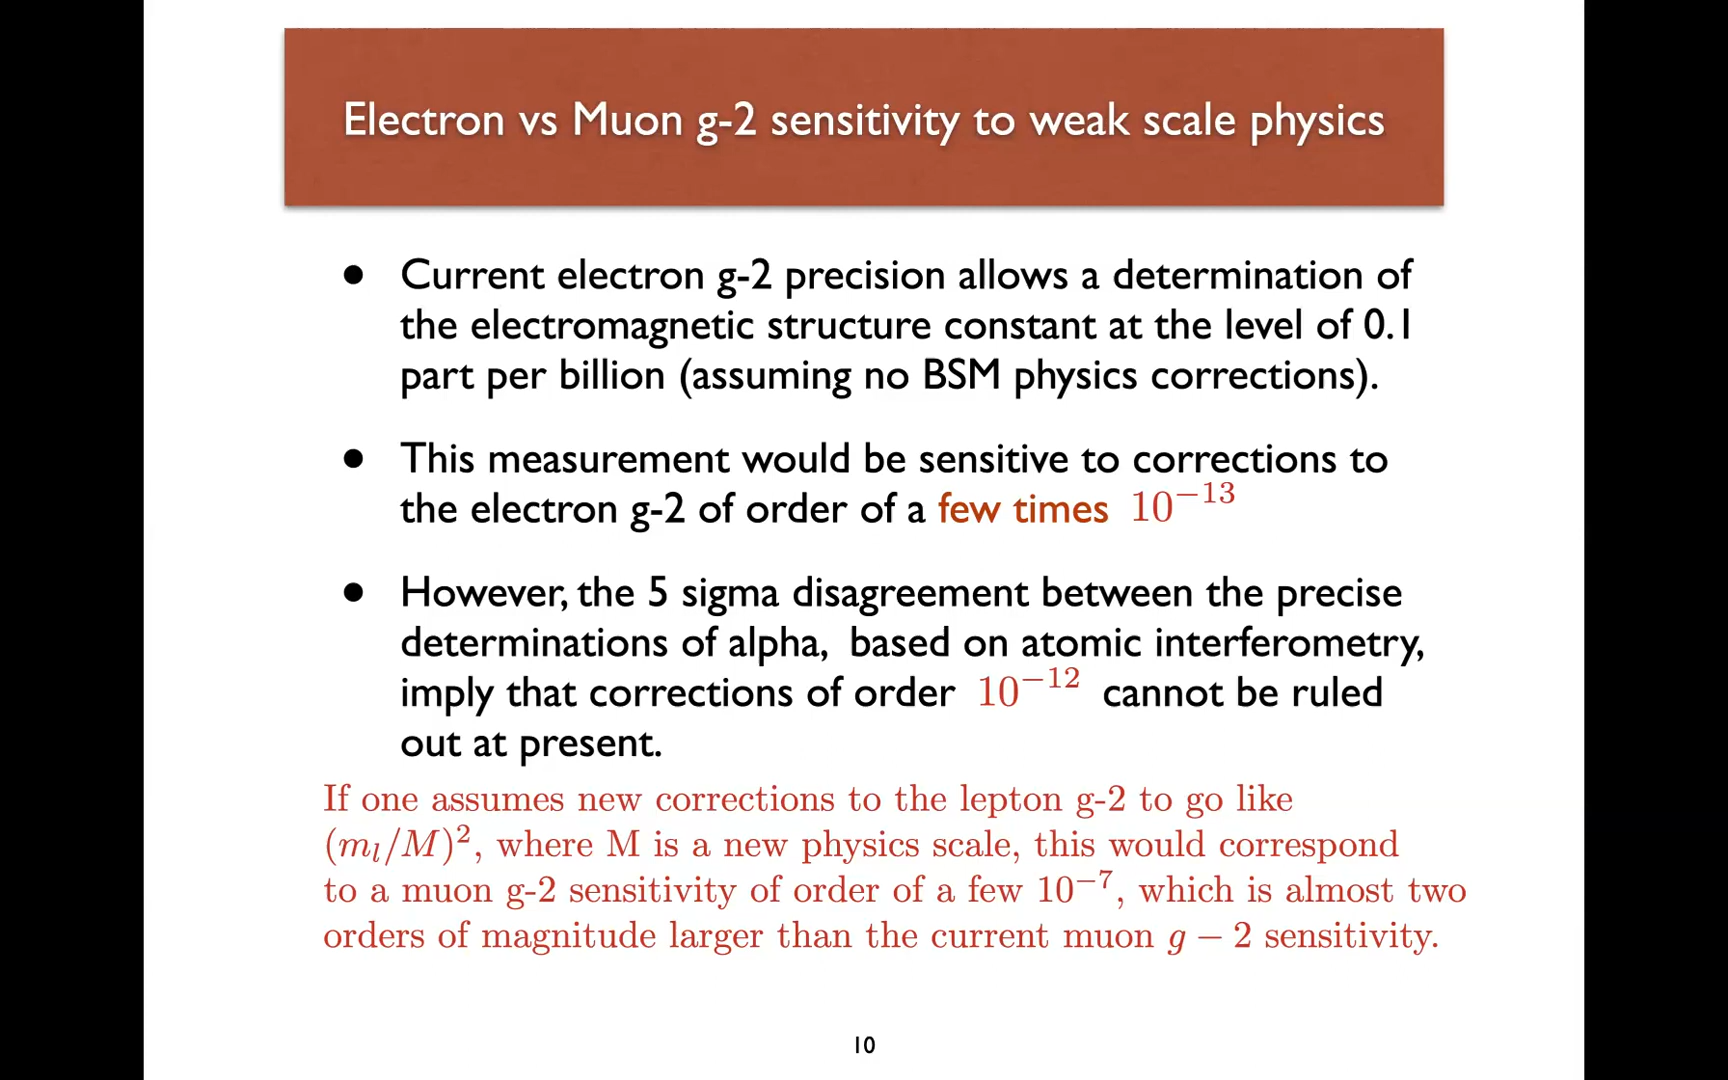 Electron vs Muon g-2 sensitivity to weak scale physics
● Current electron g-2 precision allows a determination of
the electromagnetic structure constant at the level of 0.1
part per billion (assuming no BSM physics corrections).
● This measurement would be sensitive to corrections to
the electron g-2 of order of a few times 10⁻¹³
● However, the 5 sigma disagreement between the precise
determinations of alpha, based on atomic interferometry,
imply that corrections of order 10⁻¹² cannot be ruled
out at present.
If one assumes new corrections to the lepton g-2 to go like
(mₗ/M)², where M is a new physics scale, this would correspond
to a muon g-2 sensitivity of order of a few 10⁻⁷, which is almost two
orders of magnitude larger than the current muon g − 2 sensitivity.
10